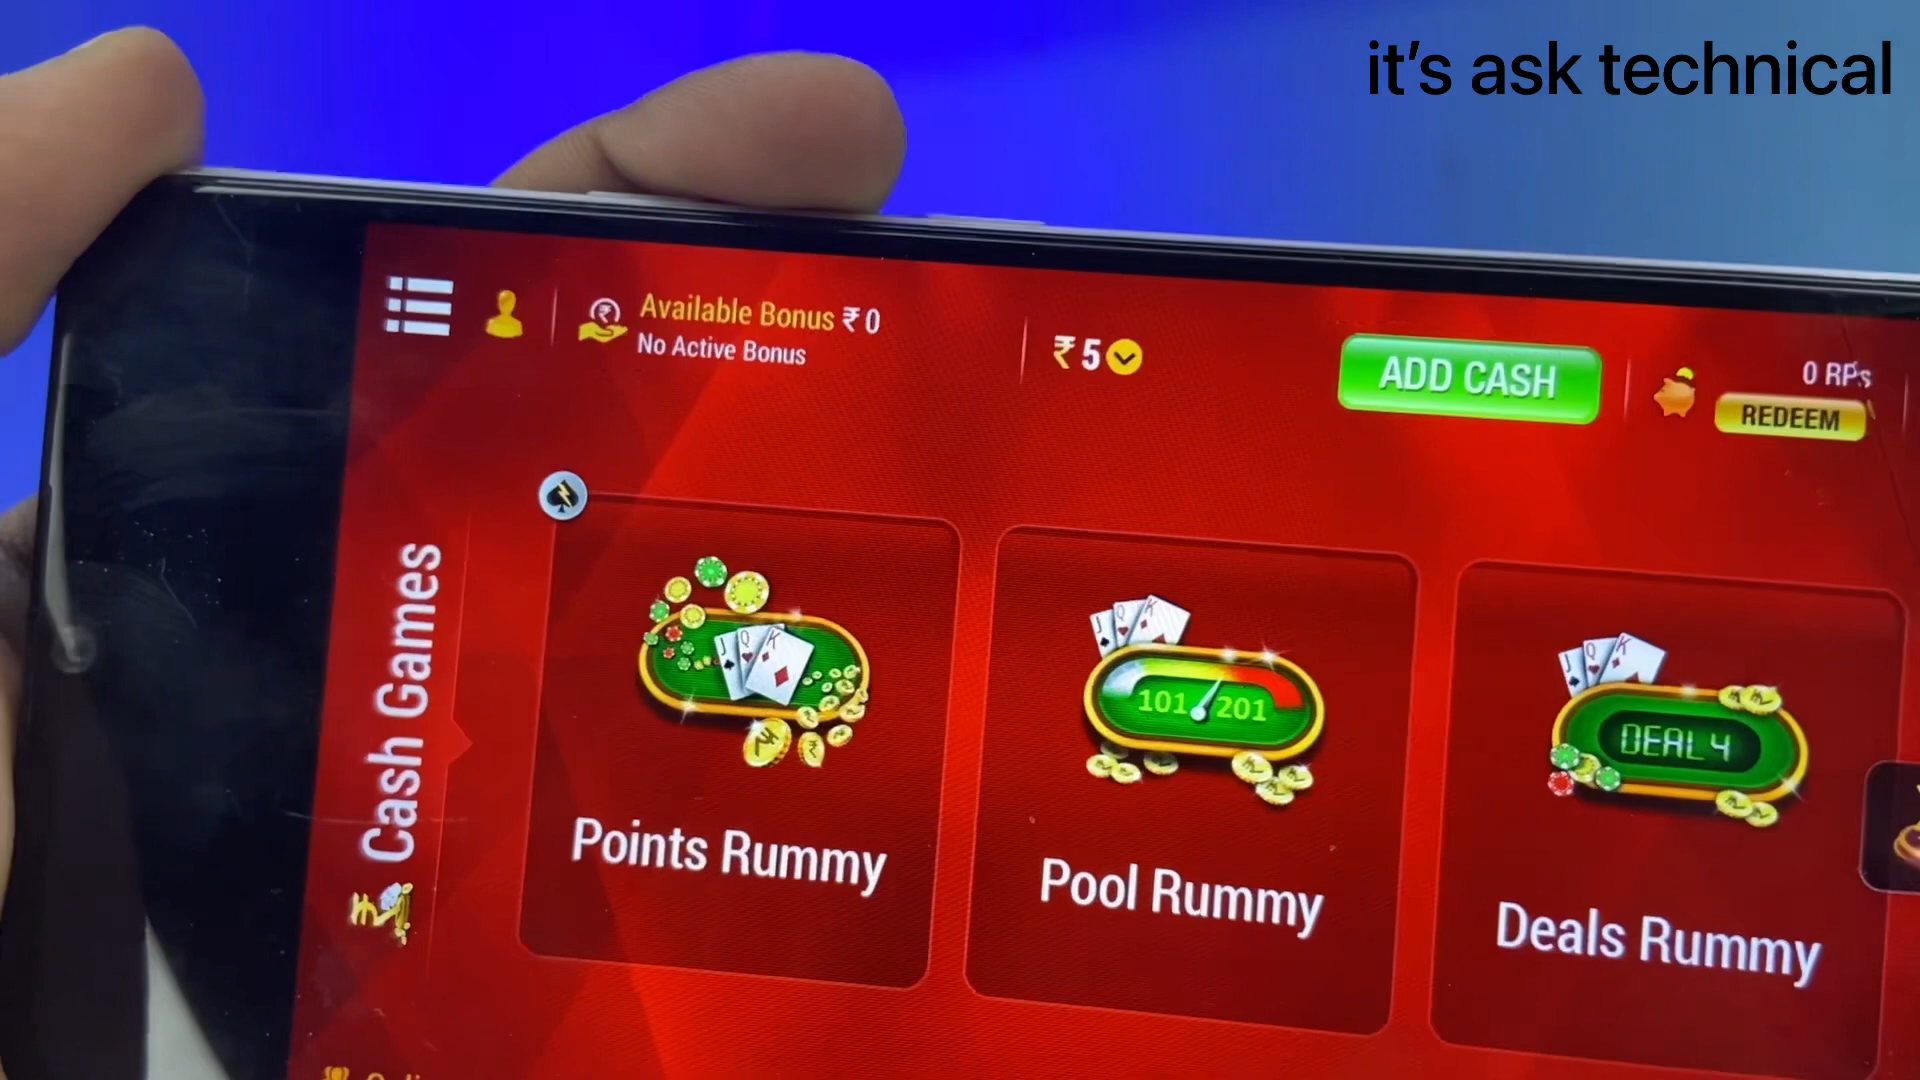 it's ask technical
Available Bonus ₹0
No Active Bonus
₹5
ADD CASH
0 RP's
REDEEM
Cash Games
J Q K
J Q K
101 201
J Q K
DEAL 4
Points Rummy
Pool Rummy
Deals Rummy